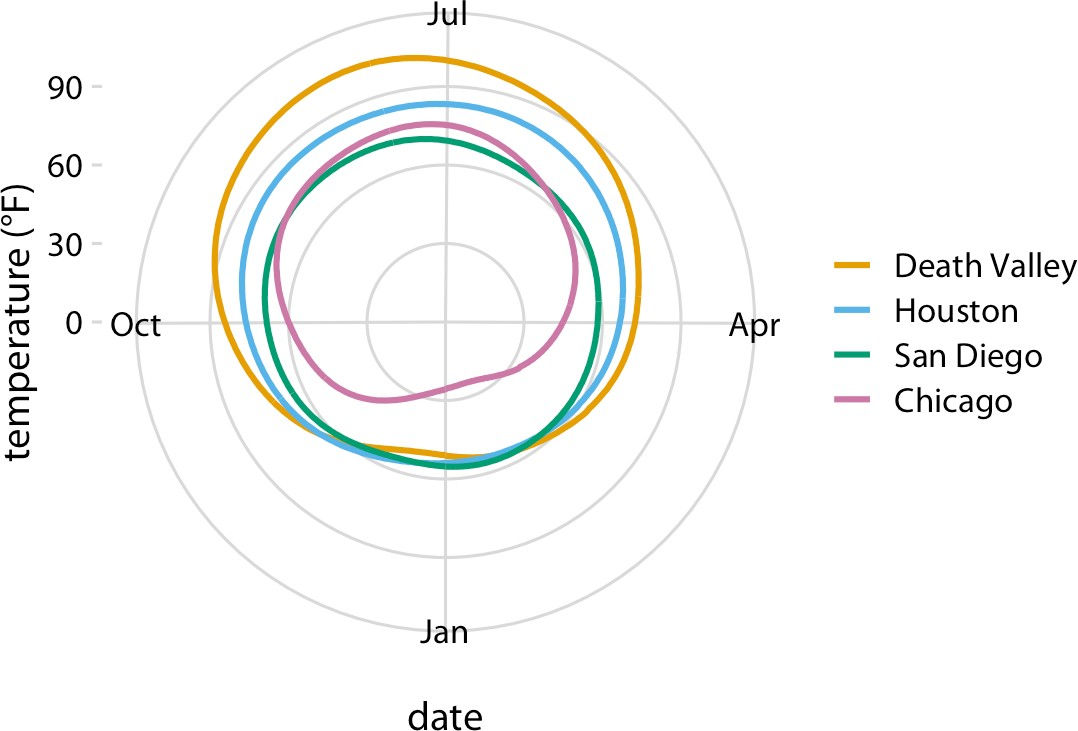 Jul
90
60
30
0
temperature (°F)
Oct
Apr
Jan
date
Death Valley
Houston
San Diego
Chicago